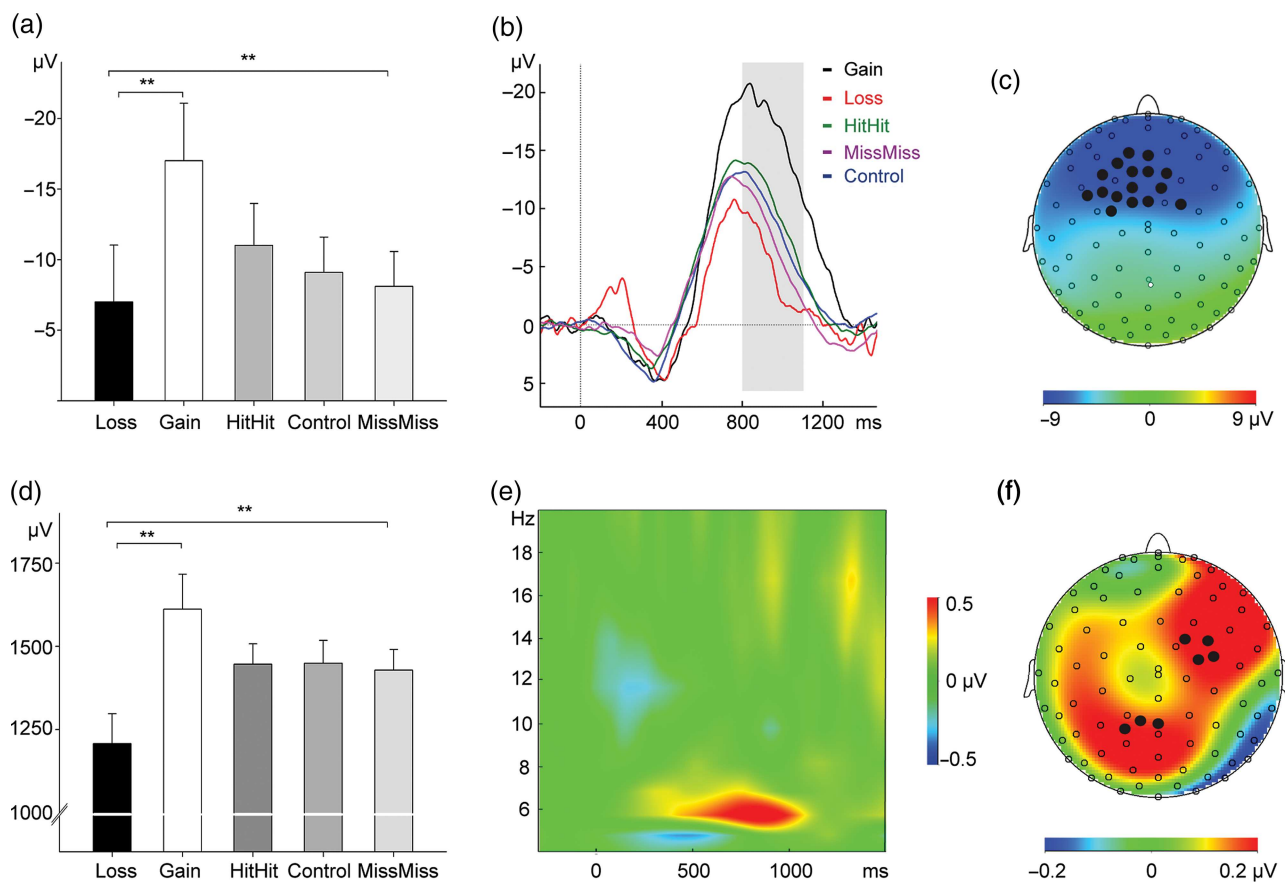 (a)
µV
**
**
−20
−15
−10
−5
Loss Gain HitHit Control MissMiss
(b)
µV
−20
−15
−10
−5
0
5
0 400 800 1200 ms
Gain
Loss
HitHit
MissMiss
Control
(c)
−9 0 9 µV
(d)
µV
**
**
1750
1500
1250
1000
Loss Gain HitHit Control MissMiss
(e)
Hz
18
16
14
12
10
8
6
0 500 1000 ms
0.5
0 µV
−0.5
(f)
−0.2 0 0.2 µV